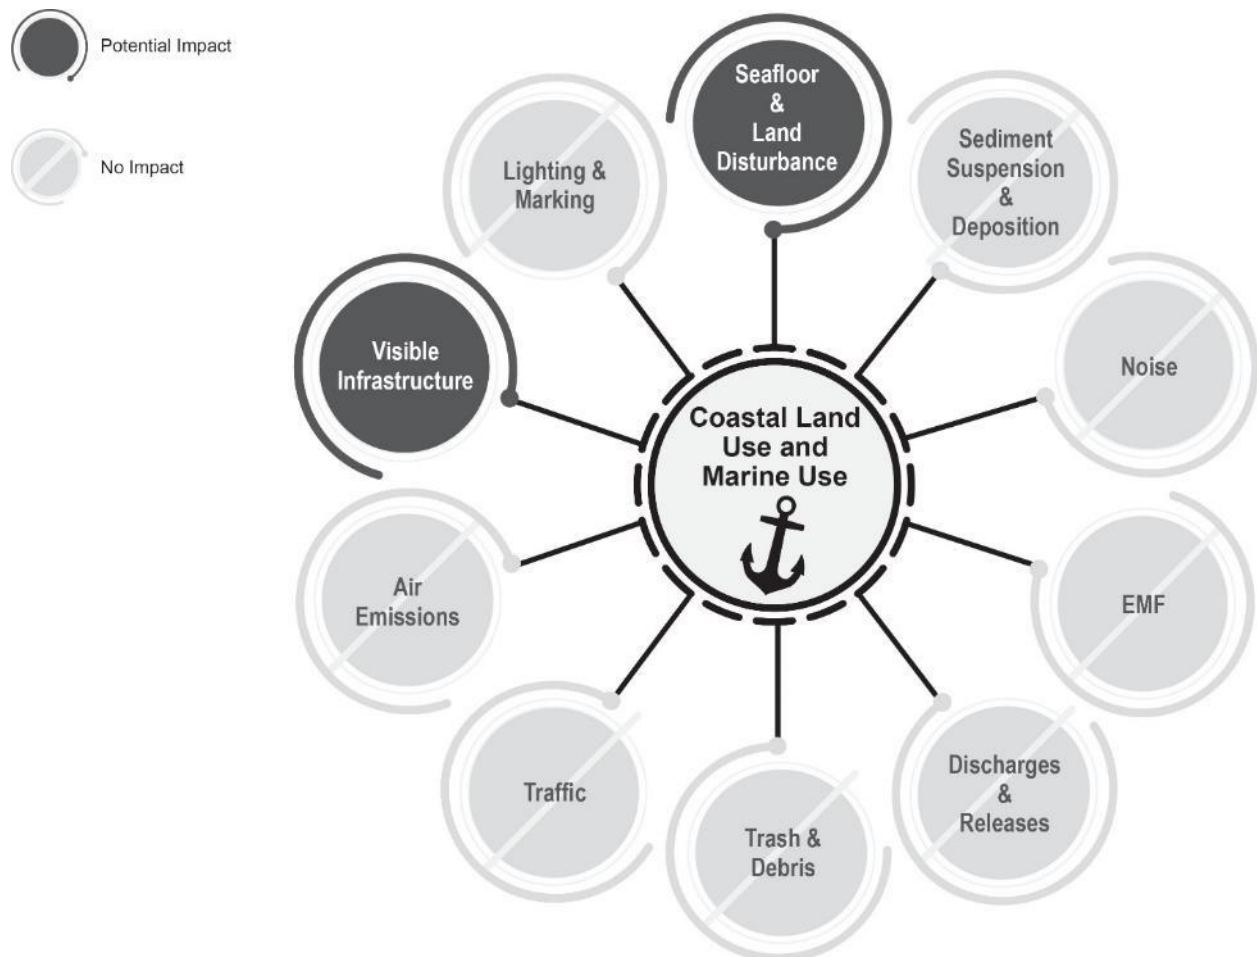 Potential Impact
No Impact
Seafloor
&
Land
Disturbance
Sediment
Suspension
&
Deposition
Noise
EMF
Discharges
&
Releases
Trash &
Debris
Traffic
Air
Emissions
Visible
Infrastructure
Lighting &
Marking
Coastal Land
Use and
Marine Use